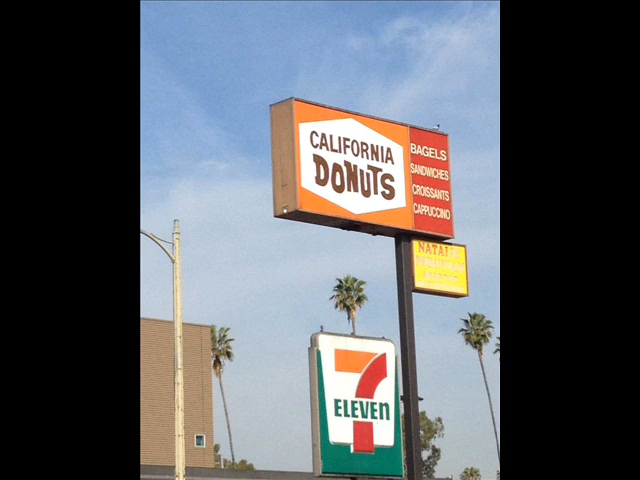 CALIFORNIA
DONUTS
BAGELS
SANDWICHES
CROISSANTS
CAPPUCCINO
7
ELEVEn